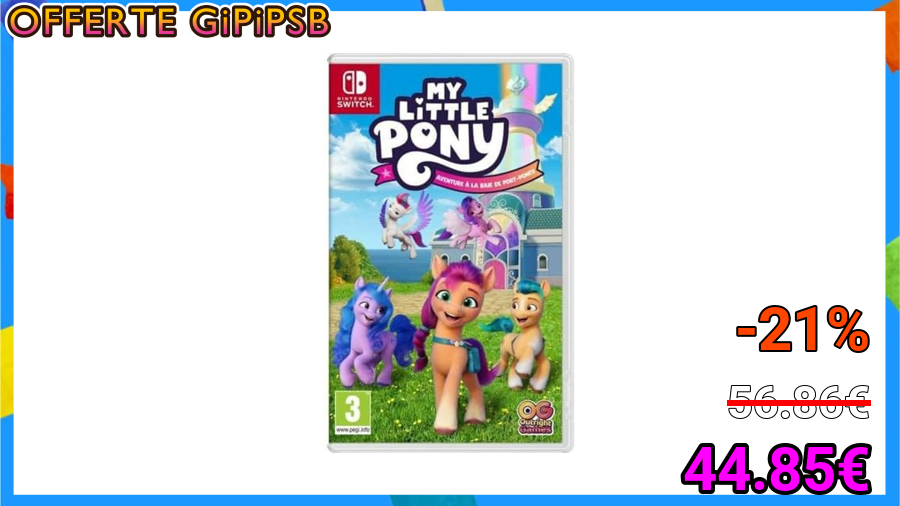 OFFERTE GiPiPSB
NINTENDO
SWITCH.
MY
LiTTLE
PONY
AVENTURE À LA BAIE DE PONY-PONEY
3
www.pegi.info
OG
Outright
Games
-21%
56.86€
44.85€